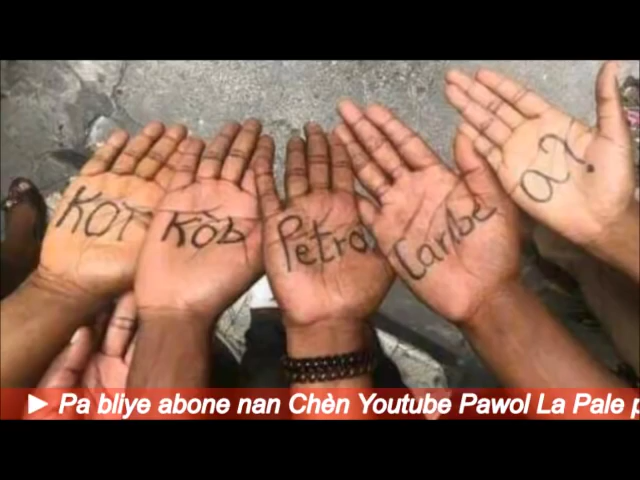 KOT Kòb Petro Caribe a?
► Pa bliye abone nan Chèn Youtube Pawol La Pale p